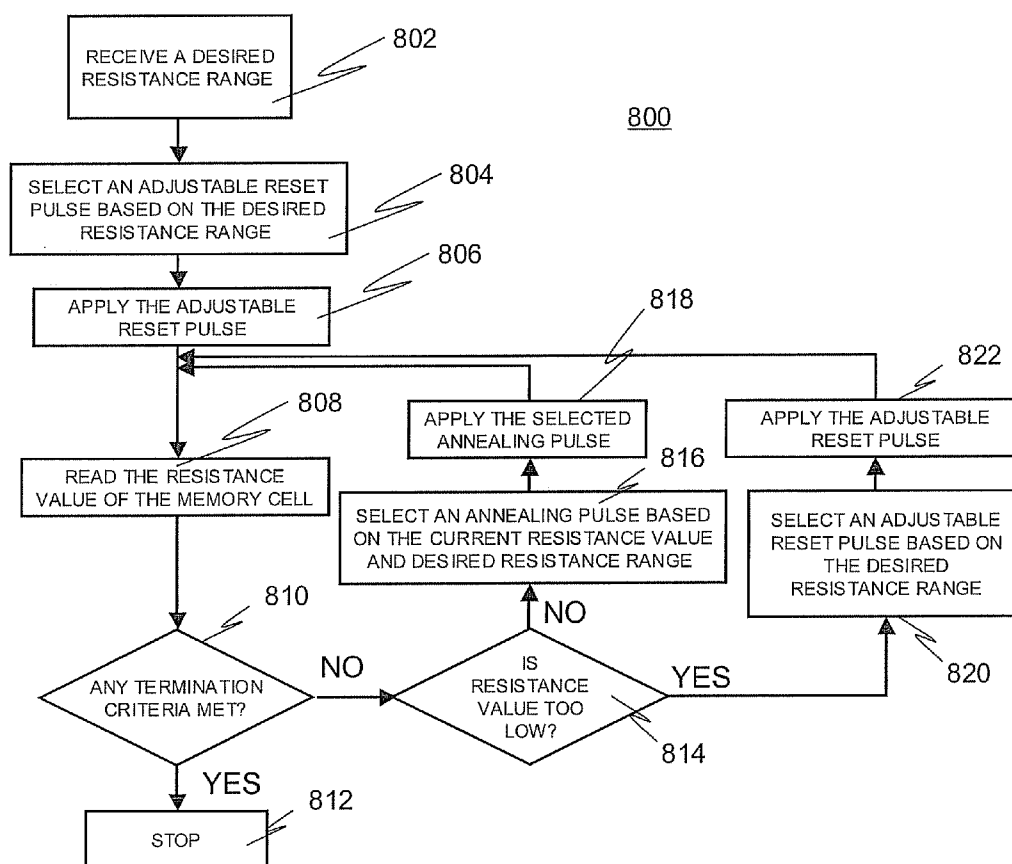 RECEIVE A DESIRED
RESISTANCE RANGE
802
800
SELECT AN ADJUSTABLE RESET
PULSE BASED ON THE DESIRED
RESISTANCE RANGE
804
806
APPLY THE ADJUSTABLE
RESET PULSE
818
822
808
APPLY THE SELECTED
ANNEALING PULSE
APPLY THE ADJUSTABLE
RESET PULSE
READ THE RESISTANCE
VALUE OF THE MEMORY CELL
816
SELECT AN ANNEALING PULSE BASED
ON THE CURRENT RESISTANCE VALUE
AND DESIRED RESISTANCE RANGE
SELECT AN ADJUSTABLE
RESET PULSE BASED ON
THE DESIRED
RESISTANCE RANGE
820
810
NO
ANY TERMINATION
CRITERIA MET?
NO
IS
RESISTANCE
VALUE TOO
LOW?
YES
814
YES
812
STOP